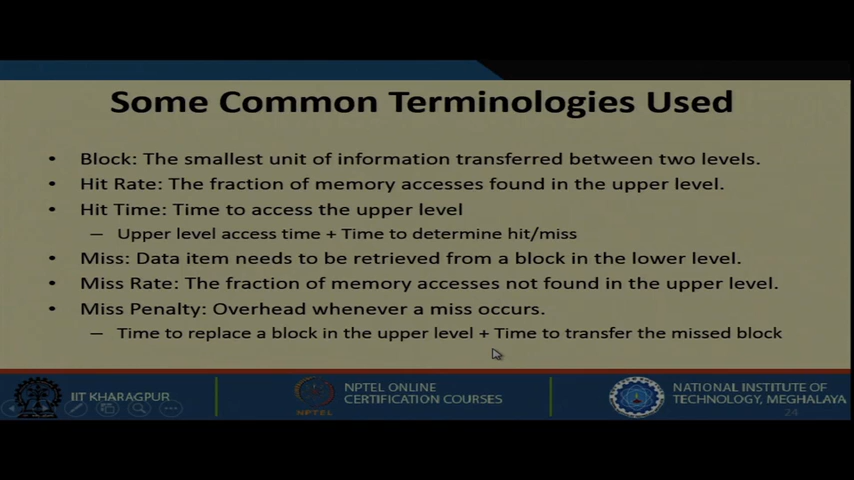 Some Common Terminologies Used
• Block: The smallest unit of information transferred between two levels.
• Hit Rate: The fraction of memory accesses found in the upper level.
• Hit Time: Time to access the upper level
– Upper level access time + Time to determine hit/miss
• Miss: Data item needs to be retrieved from a block in the lower level.
• Miss Rate: The fraction of memory accesses not found in the upper level.
• Miss Penalty: Overhead whenever a miss occurs.
– Time to replace a block in the upper level + Time to transfer the missed block
IIT KHARAGPUR
NPTEL
NPTEL ONLINE
CERTIFICATION COURSES
NATIONAL INSTITUTE OF
TECHNOLOGY, MEGHALAYA
24